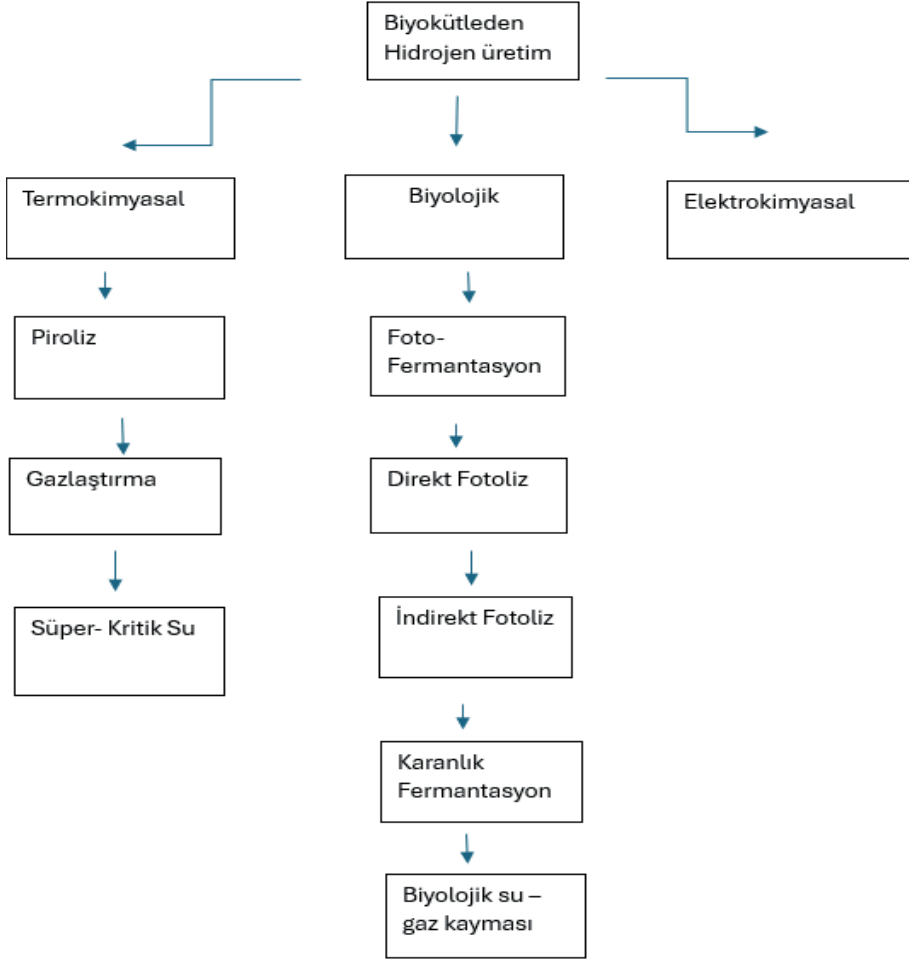 Biyokütleden
Hidrojen üretim
Termokimyasal
Biyolojik
Elektrokimyasal
Piroliz
Foto-
Fermantasyon
Gazlaştırma
Direkt Fotoliz
Süper- Kritik Su
İndirekt Fotoliz
Karanlık
Fermantasyon
Biyolojik su –
gaz kayması